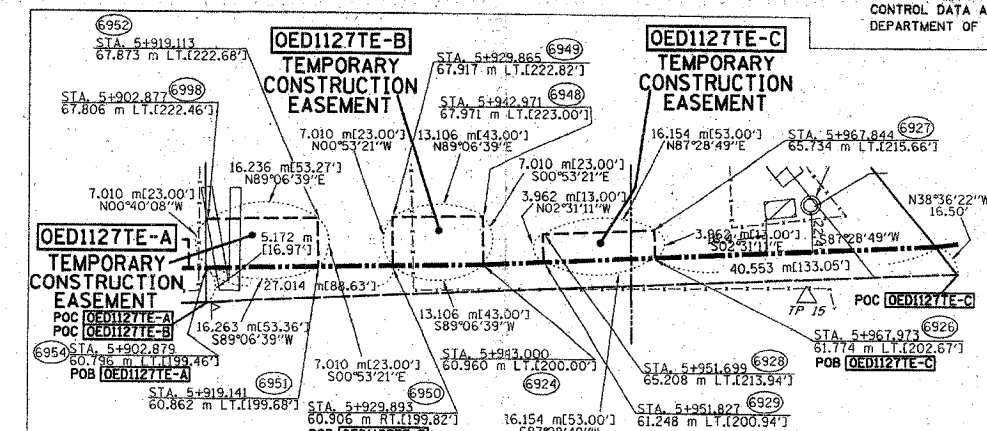 CONTROL DATA A
DEPARTMENT OF
6952
STA. 5+919.113
67.873 m LT.[222.68']
OED1127TE-B
TEMPORARY
CONSTRUCTION
EASEMENT
6949
STA. 5+929.865
67.917 m LT.[222.82']
OED1127TE-C
TEMPORARY
CONSTRUCTION
EASEMENT
6998
STA. 5+902.877
67.806 m LT.[222.46']
6948
STA. 5+942.971
67.971 m LT.[223.00']
7.010 m[23.00']
N00°53'21"W
13.106 m[43.00']
N89°06'39"E
16.154 m[53.00']
N87°28'49"E
6927
STA. 5+967.844
65.734 m LT.[215.66']
16.236 m[53.27']
N89°06'39"E
7.010 m[23.00']
S00°53'21"E
7.010 m[23.00']
N00°40'08"W
3.962 m[13.00']
N02°31'11"W
N38°36'22"W
16.50'
OED1127TE-A
TEMPORARY
CONSTRUCTION
EASEMENT
5.172 m
[16.97']
3.962 m[13.00']
S02°31'11"E
S87°28'49"W
40.553 m[133.05']
27.014 m[88.63']
POC OED1127TE-A
POC OED1127TE-B
POC OED1127TE-C
TP 15
16.263 m[53.36']
S89°06'39"W
13.106 m[43.00']
S89°06'39"W
6954
STA. 5+902.879
60.796 m LT.[199.46']
POB OED1127TE-A
7.010 m[23.00']
S00°53'21"E
STA. 5+943.000
60.960 m LT.[200.00']
6924
6926
STA. 5+967.973
61.774 m LT.[202.67']
POB OED1127TE-C
6928
STA. 5+951.699
65.208 m LT.[213.94']
6951
STA. 5+919.141
60.862 m LT.[199.68']
6950
STA. 5+929.893
60.906 m RT.[199.82']
6929
STA. 5+951.827
61.248 m LT.[200.94']
16.154 m[53.00']